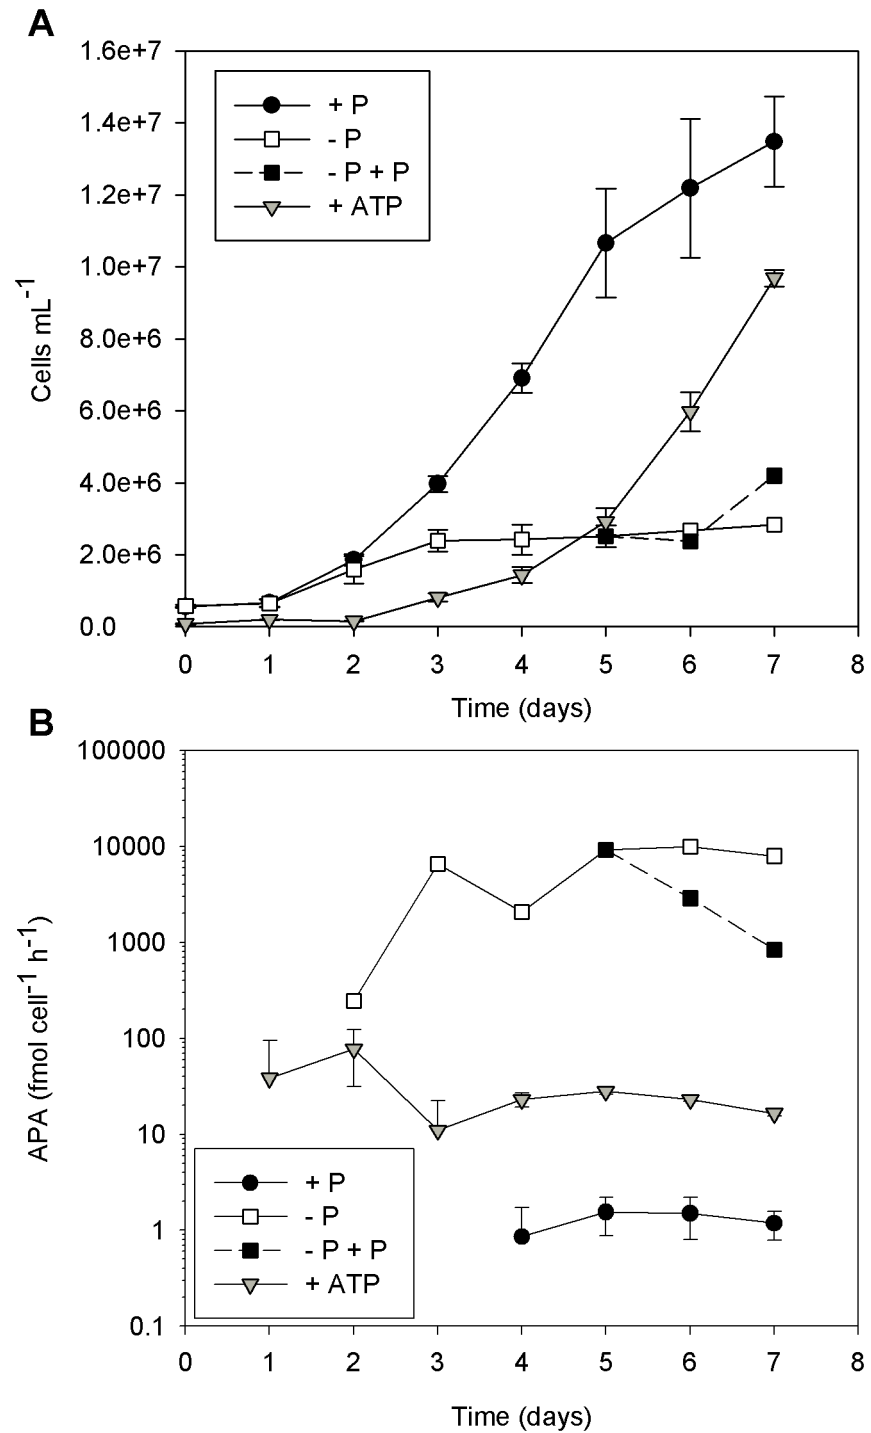 A
1.6e+7
1.4e+7
1.2e+7
1.0e+7
8.0e+6
6.0e+6
4.0e+6
2.0e+6
0.0
Cells mL-1
+ P
- P
- P + P
+ ATP
0 1 2 3 4 5 6 7 8
Time (days)
B
100000
10000
1000
100
10
1
0.1
APA (fmol cell-1 h-1)
+ P
- P
- P + P
+ ATP
0 1 2 3 4 5 6 7 8
Time (days)